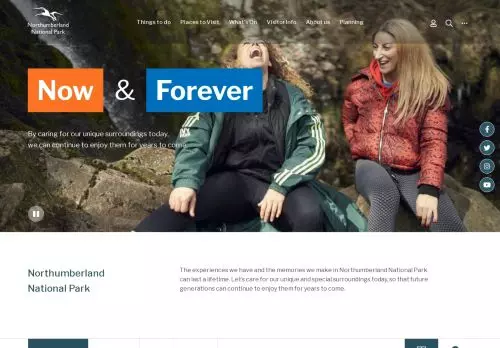 Northumberland
National Park
Things to do
Places to Visit
What's On
Visitor Info
About us
Planning
Now & Forever
By caring for our unique surroundings today,
we can continue to enjoy them for years to come.
Northumberland
National Park
The experiences we have and the memories we make in Northumberland National Park
can last a lifetime. Let's care for our unique and special surroundings today, so that future
generations can continue to enjoy them for years to come.